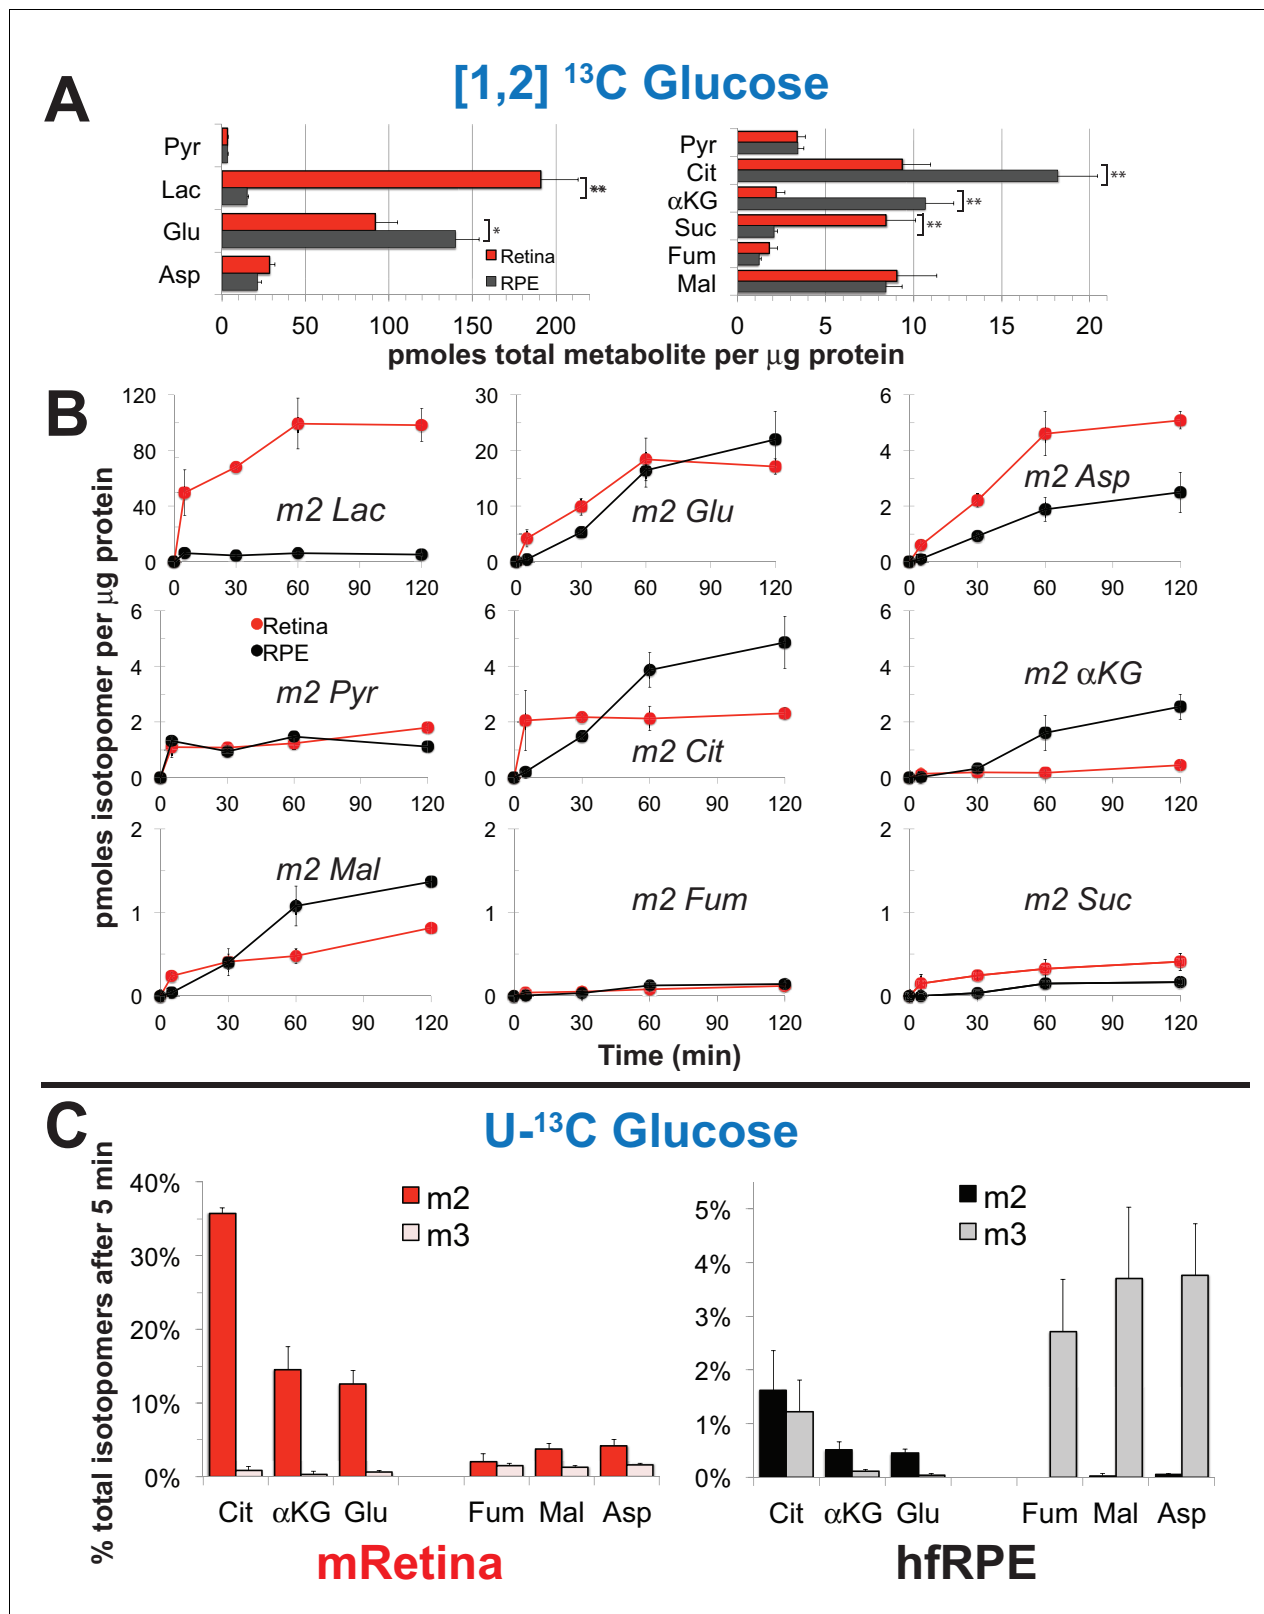 A
[1,2] ¹³C Glucose
Pyr
Lac
Glu
Asp
**
*
Retina
RPE
0 50 100 150 200
Pyr
Cit
αKG
Suc
Fum
Mal
**
**
**
0 5 10 15 20
pmoles total metabolite per μg protein
B
pmoles isotopomer per μg protein
120
80
40
0
m2 Lac
0 30 60 90 120
30
20
10
0
m2 Glu
0 30 60 90 120
6
4
2
0
m2 Asp
0 30 60 90 120
6
4
2
0
Retina
RPE
m2 Pyr
0 30 60 90 120
6
4
2
0
m2 Cit
0 30 60 90 120
6
4
2
0
m2 αKG
0 30 60 90 120
2
1
0
m2 Mal
0 30 60 90 120
2
1
0
m2 Fum
0 30 60 90 120
2
1
0
m2 Suc
0 30 60 90 120
Time (min)
C
U-¹³C Glucose
% total isotopomers after 5 min
40%
30%
20%
10%
0%
m2
m3
Cit αKG Glu Fum Mal Asp
mRetina
5%
4%
3%
2%
1%
0%
m2
m3
Cit αKG Glu Fum Mal Asp
hfRPE